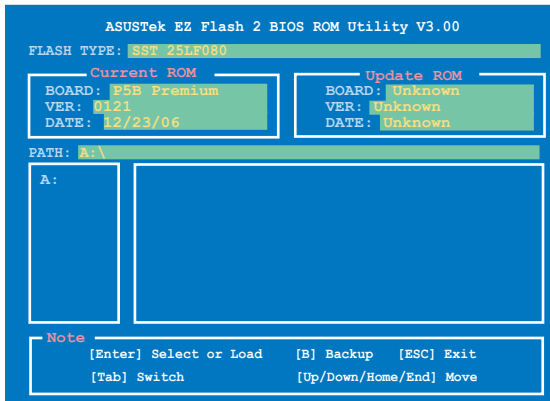 ASUSTek EZ Flash 2 BIOS ROM Utility V3.00
FLASH TYPE: SST 25LF080
Current ROM
BOARD: P5B Premium
VER: 0121
DATE: 12/23/06
Update ROM
BOARD: Unknown
VER: Unknown
DATE: Unknown
PATH: A:\
A:
Note
[Enter] Select or Load [B] Backup [ESC] Exit
[Tab] Switch [Up/Down/Home/End] Move